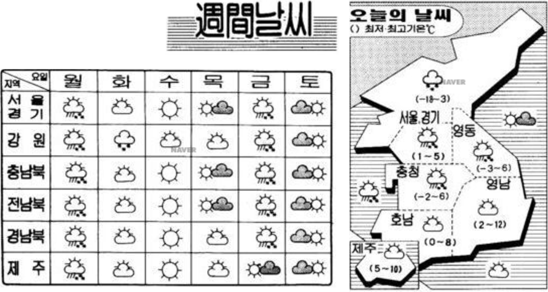 週間날씨
요일
지역
월 화 수 목 금 토
서울
경기
강원
충남북
전남북
경남북
제주
NAVER
오늘의 날씨
( ) 최저·최고기온℃
NAVER
(-18~3)
서울, 경기
(1~5)
영동
(-3~6)
충청
(-2~6)
영남
(2~12)
호남
(0~8)
제주
(5~10)